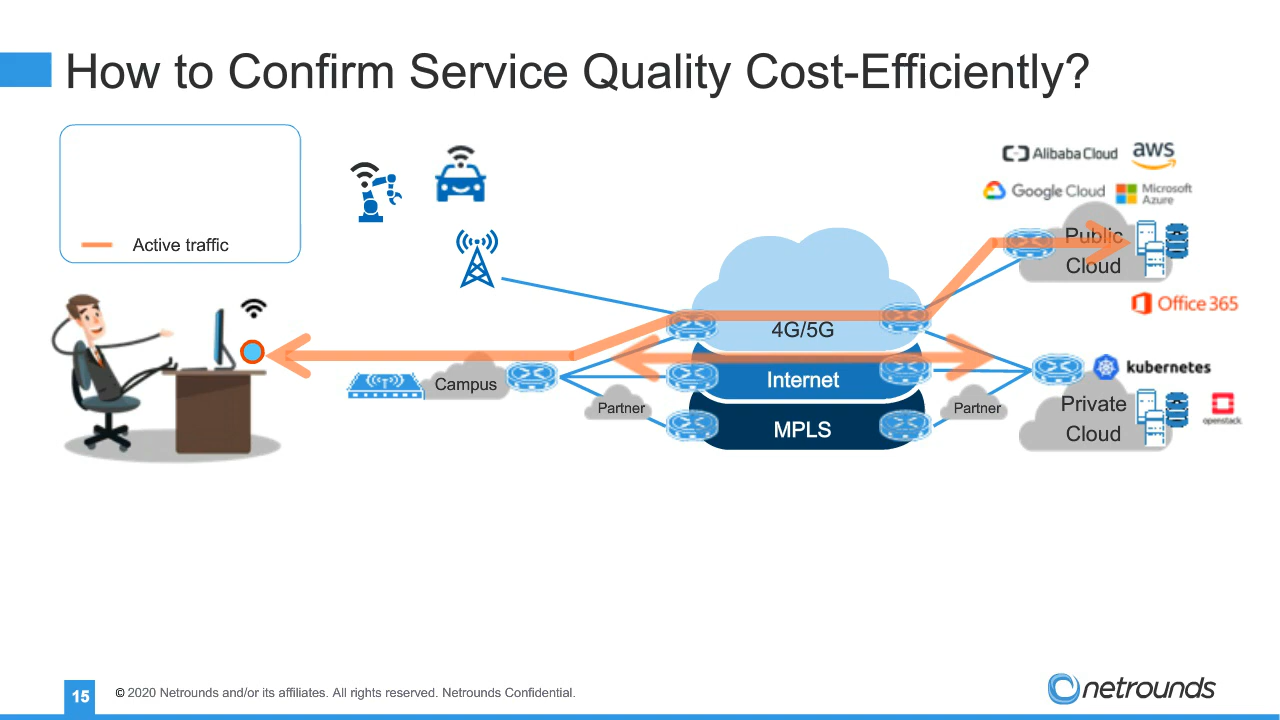 How to Confirm Service Quality Cost-Efficiently?
Active traffic
Alibaba Cloud
aws
Google Cloud
Microsoft
Azure
Public
Cloud
Office 365
4G/5G
Campus
Internet
Partner
Partner
MPLS
kubernetes
Private
Cloud
openstack.
15
© 2020 Netrounds and/or its affiliates. All rights reserved. Netrounds Confidential.
netrounds